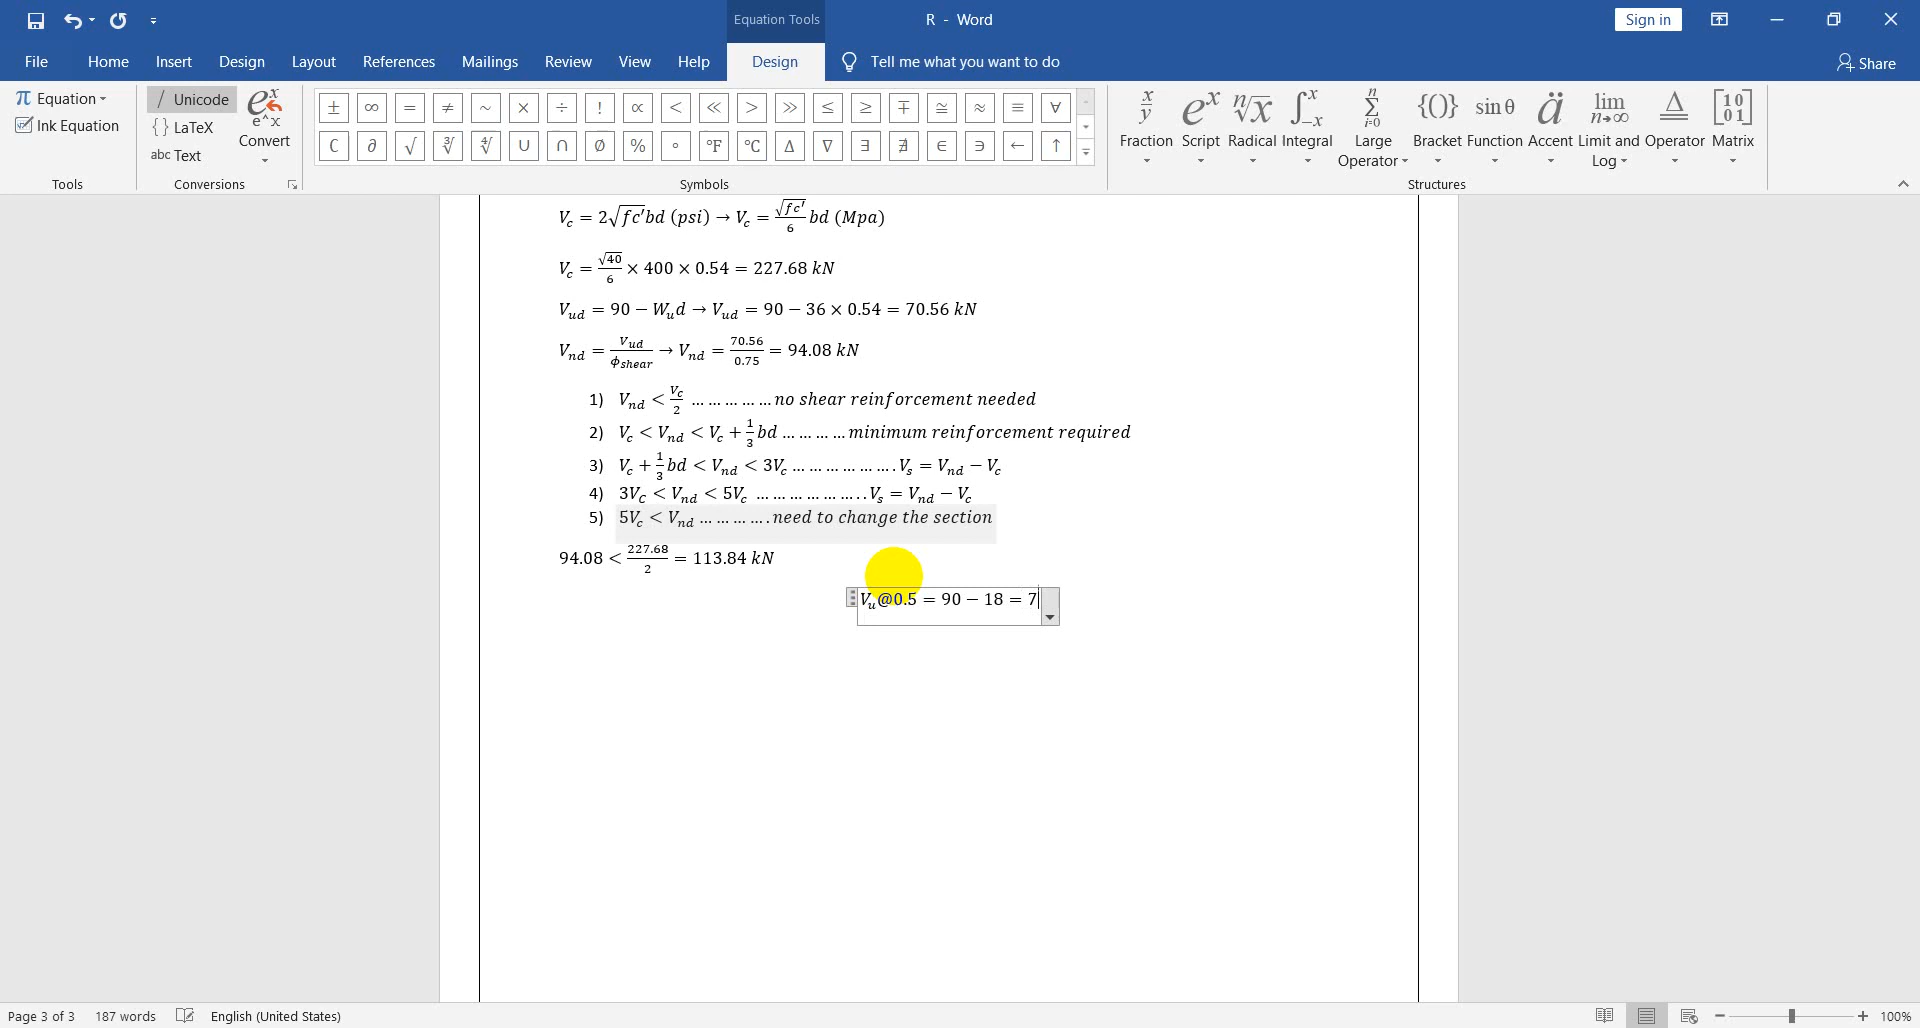 Equation Tools
R - Word
Sign in
File Home Insert Design Layout References Mailings Review View Help Design Tell me what you want to do Share
π Equation
Ink Equation
Unicode
{} LaTeX
abc Text
Convert
Tools
Conversions
± ∞ = ≠ ~ × ÷ ! ∝ < ≪ > ≫ ≤ ≥ ∓ ≅ ≈ ≡ ∀
∁ ∂ √ ∛ ∜ ∪ ∩ ∅ % ° °F °C ∆ ∇ ∃ ∄ ∈ ∋ ← ↑
Symbols
Fraction Script Radical Integral Large Operator Bracket Function Accent Limit and Log Operator Matrix
Structures
V_c = 2√fc′bd (psi) → V_c = √fc′/6 bd (Mpa)
V_c = √40/6 × 400 × 0.54 = 227.68 kN
V_ud = 90 − W_u d → V_ud = 90 − 36 × 0.54 = 70.56 kN
V_nd = V_ud/ϕ_shear → V_nd = 70.56/0.75 = 94.08 kN
1) V_nd < V_c/2 … … … … … no shear reinforcement needed
2) V_c < V_nd < V_c + 1/3 bd … … … … minimum reinforcement required
3) V_c + 1/3 bd < V_nd < 3V_c … … … … … … . V_s = V_nd − V_c
4) 3V_C < V_nd < 5V_c … … … … … … . . V_s = V_nd − V_c
5) 5V_c < V_nd … … … … . need to change the section
94.08 < 227.68/2 = 113.84 kN
V_u@0.5 = 90 − 18 = 7
Page 3 of 3 187 words English (United States) 100%